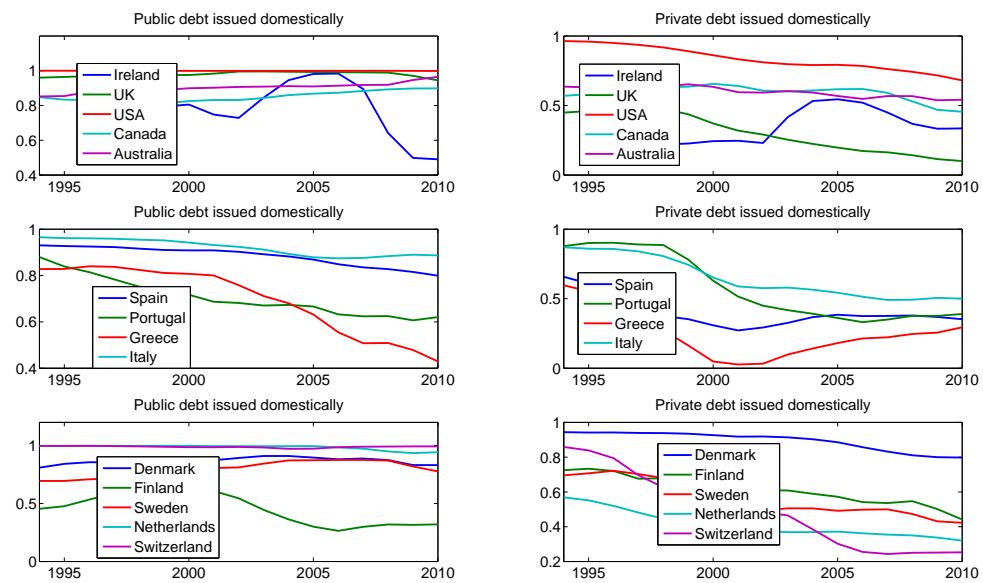 Public debt issued domestically
1
0.8
0.6
0.4
1995
2000
2005
2010
Ireland
UK
USA
Canada
Australia
Private debt issued domestically
1
0.5
0
1995
2000
2005
2010
Ireland
UK
USA
Canada
Australia
Public debt issued domestically
1
0.8
0.6
0.4
1995
2000
2005
2010
Spain
Portugal
Greece
Italy
Private debt issued domestically
1
0.5
0
1995
2000
2005
2010
Spain
Portugal
Greece
Italy
Public debt issued domestically
1
0.5
0
1995
2000
2005
2010
Denmark
Finland
Sweden
Netherlands
Switzerland
Private debt issued domestically
1
0.8
0.6
0.4
0.2
1995
2000
2005
2010
Denmark
Finland
Sweden
Netherlands
Switzerland